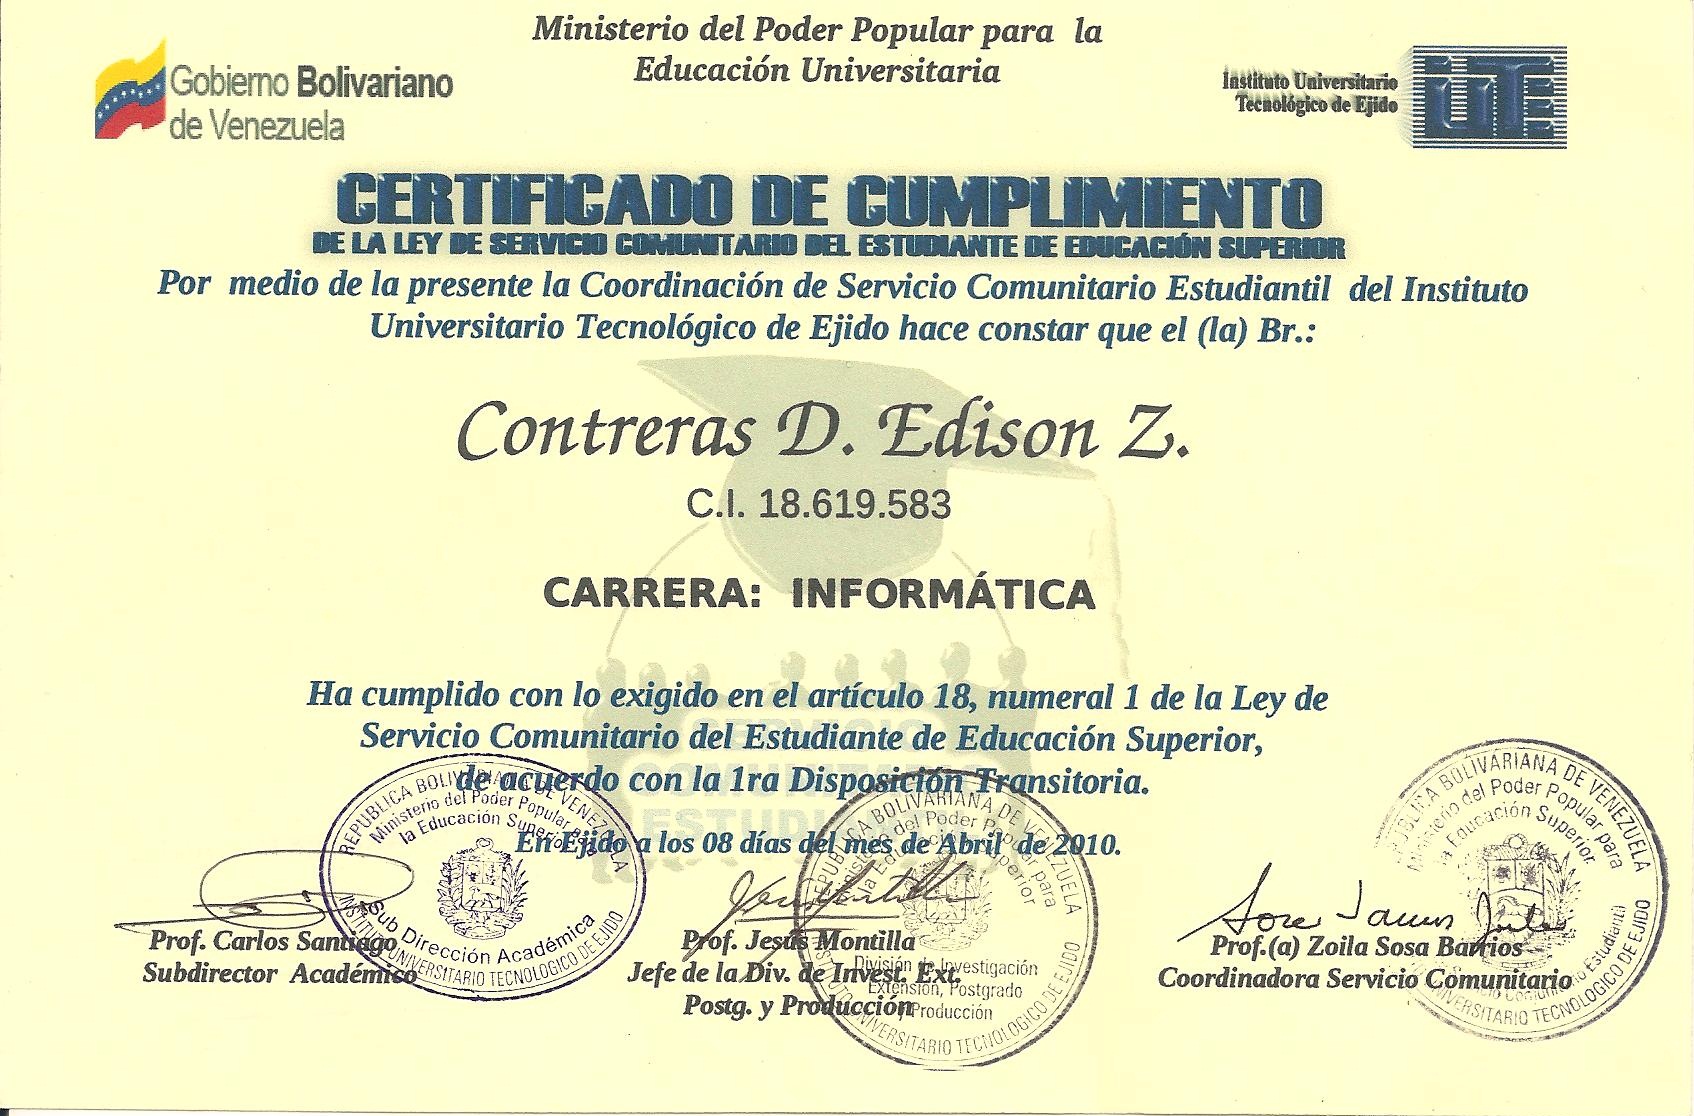 Ministerio del Poder Popular para la
Educación Universitaria
Gobierno Bolivariano
de Venezuela
Instituto Universitario
Tecnológico de Ejido
IUTE
CERTIFICADO DE CUMPLIMIENTO
DE LA LEY DE SERVICIO COMUNITARIO DEL ESTUDIANTE DE EDUCACIÓN SUPERIOR
Por medio de la presente la Coordinación de Servicio Comunitario Estudiantil del Instituto
Universitario Tecnológico de Ejido hace constar que el (la) Br.:
Contreras D. Edison Z.
C.I. 18.619.583
CARRERA: INFORMÁTICA
Ha cumplido con lo exigido en el artículo 18, numeral 1 de la Ley de
Servicio Comunitario del Estudiante de Educación Superior,
de acuerdo con la 1ra Disposición Transitoria.
En Ejido a los 08 días del mes de Abril de 2010.
SERVICIO
COMUNITARIO
ESTUDIANTIL
Prof. Carlos Santiago
Subdirector Académico
Prof. Jesús Montilla
Jefe de la Div. de Invest. Ext.
Postg. y Producción
Prof.(a) Zoila Sosa Barrios
Coordinadora Servicio Comunitario
REPUBLICA BOLIVARIANA DE VENEZUELA
Ministerio del Poder Popular para
la Educación Superior
Sub Dirección Académica
INSTITUTO UNIVERSITARIO TECNOLOGICO DE EJIDO
REPUBLICA BOLIVARIANA DE VENEZUELA
Ministerio del Poder Popular para
la Educación Superior
División de Investigación
Extensión, Postgrado
y Producción
INSTITUTO UNIVERSITARIO TECNOLOGICO DE EJIDO
REPUBLICA BOLIVARIANA DE VENEZUELA
Ministerio del Poder Popular para
la Educación Superior
Servicio Comunitario Estudiantil
UNIVERSITARIO TECNOLOGICO DE EJIDO